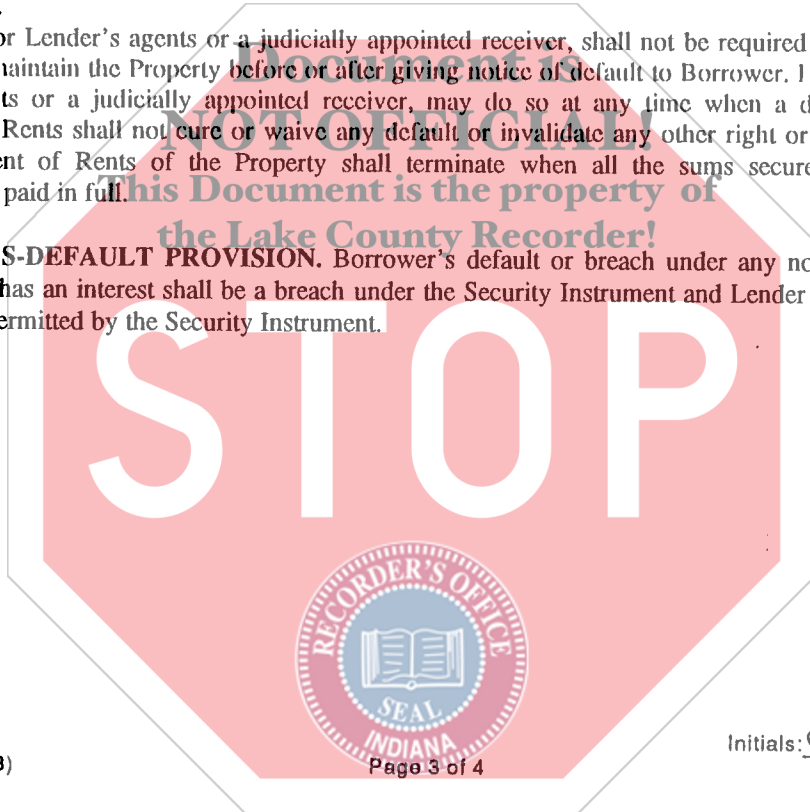 or Lender's agents or a judicially appointed receiver, shall not be required
Document is
aintain the Property before or after giving notice of default to Borrower.
ts or a judicially appointed receiver, may do so at any time when a d
NOT OFFICIAL!
Rents shall not cure or waive any default or invalidate any other right or
ent of Rents of the Property shall terminate when all the sums secure
paid in full.
This Document is the property of
the Lake County Recorder!
S-DEFAULT PROVISION. Borrower's default or breach under any no
has an interest shall be a breach under the Security Instrument and Lender
ermitted by the Security Instrument.
STOP
RECORDER'S OFFICE
SEAL
INDIANA
Initials:
Page 3 of 4